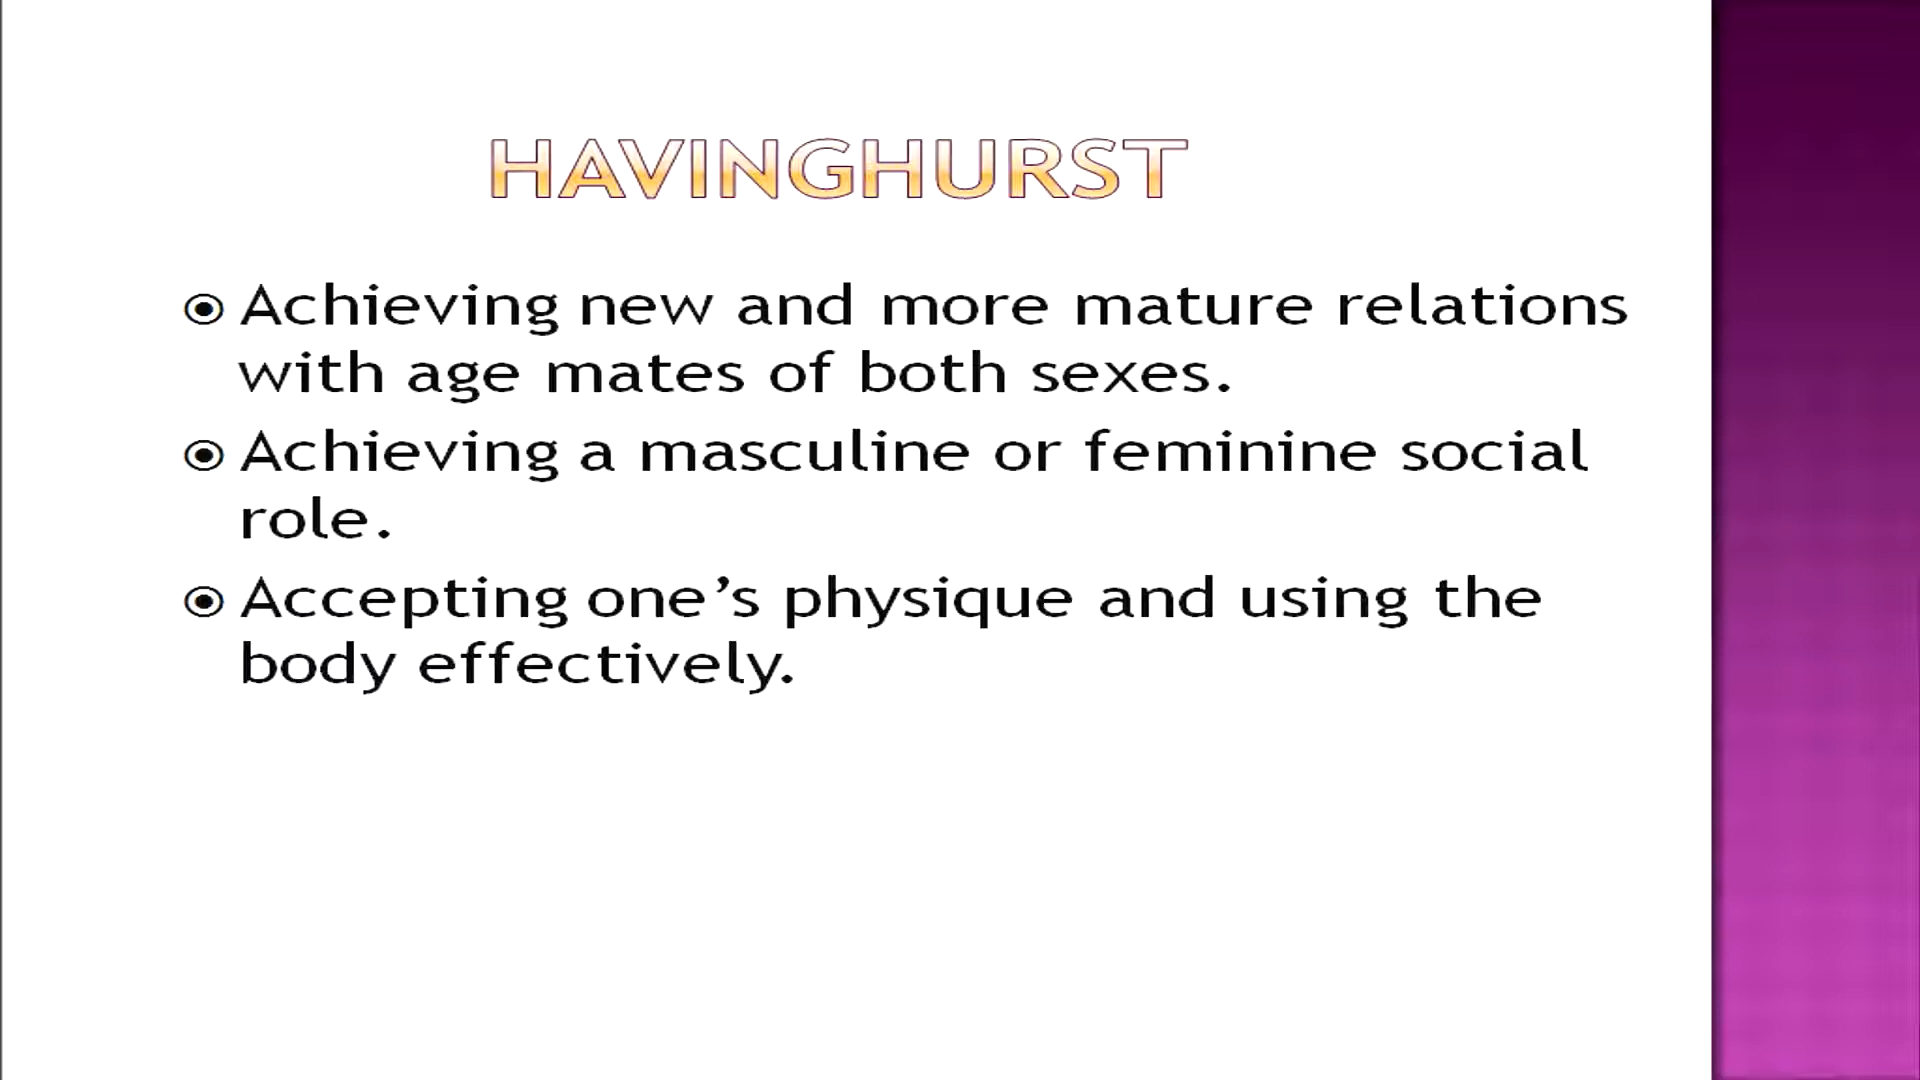 HAVINGHURST
Achieving new and more mature relations
with age mates of both sexes.
Achieving a masculine or feminine social
role.
Accepting one’s physique and using the
body effectively.